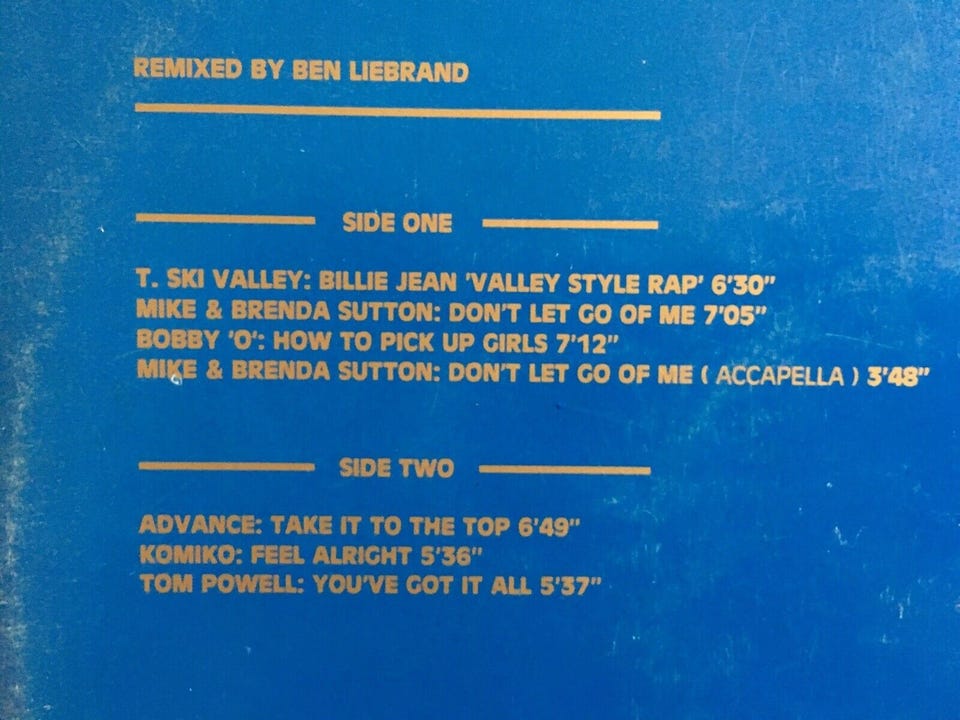 REMIXED BY BEN LIEBRAND
SIDE ONE
T. SKI VALLEY: BILLIE JEAN 'VALLEY STYLE RAP' 6'30"
MIKE & BRENDA SUTTON: DON'T LET GO OF ME 7'05"
BOBBY 'O': HOW TO PICK UP GIRLS 7'12"
MIKE & BRENDA SUTTON: DON'T LET GO OF ME ( ACCAPELLA ) 3'48"
SIDE TWO
ADVANCE: TAKE IT TO THE TOP 6'49"
KOMIKO: FEEL ALRIGHT 5'36"
TOM POWELL: YOU'VE GOT IT ALL 5'37"